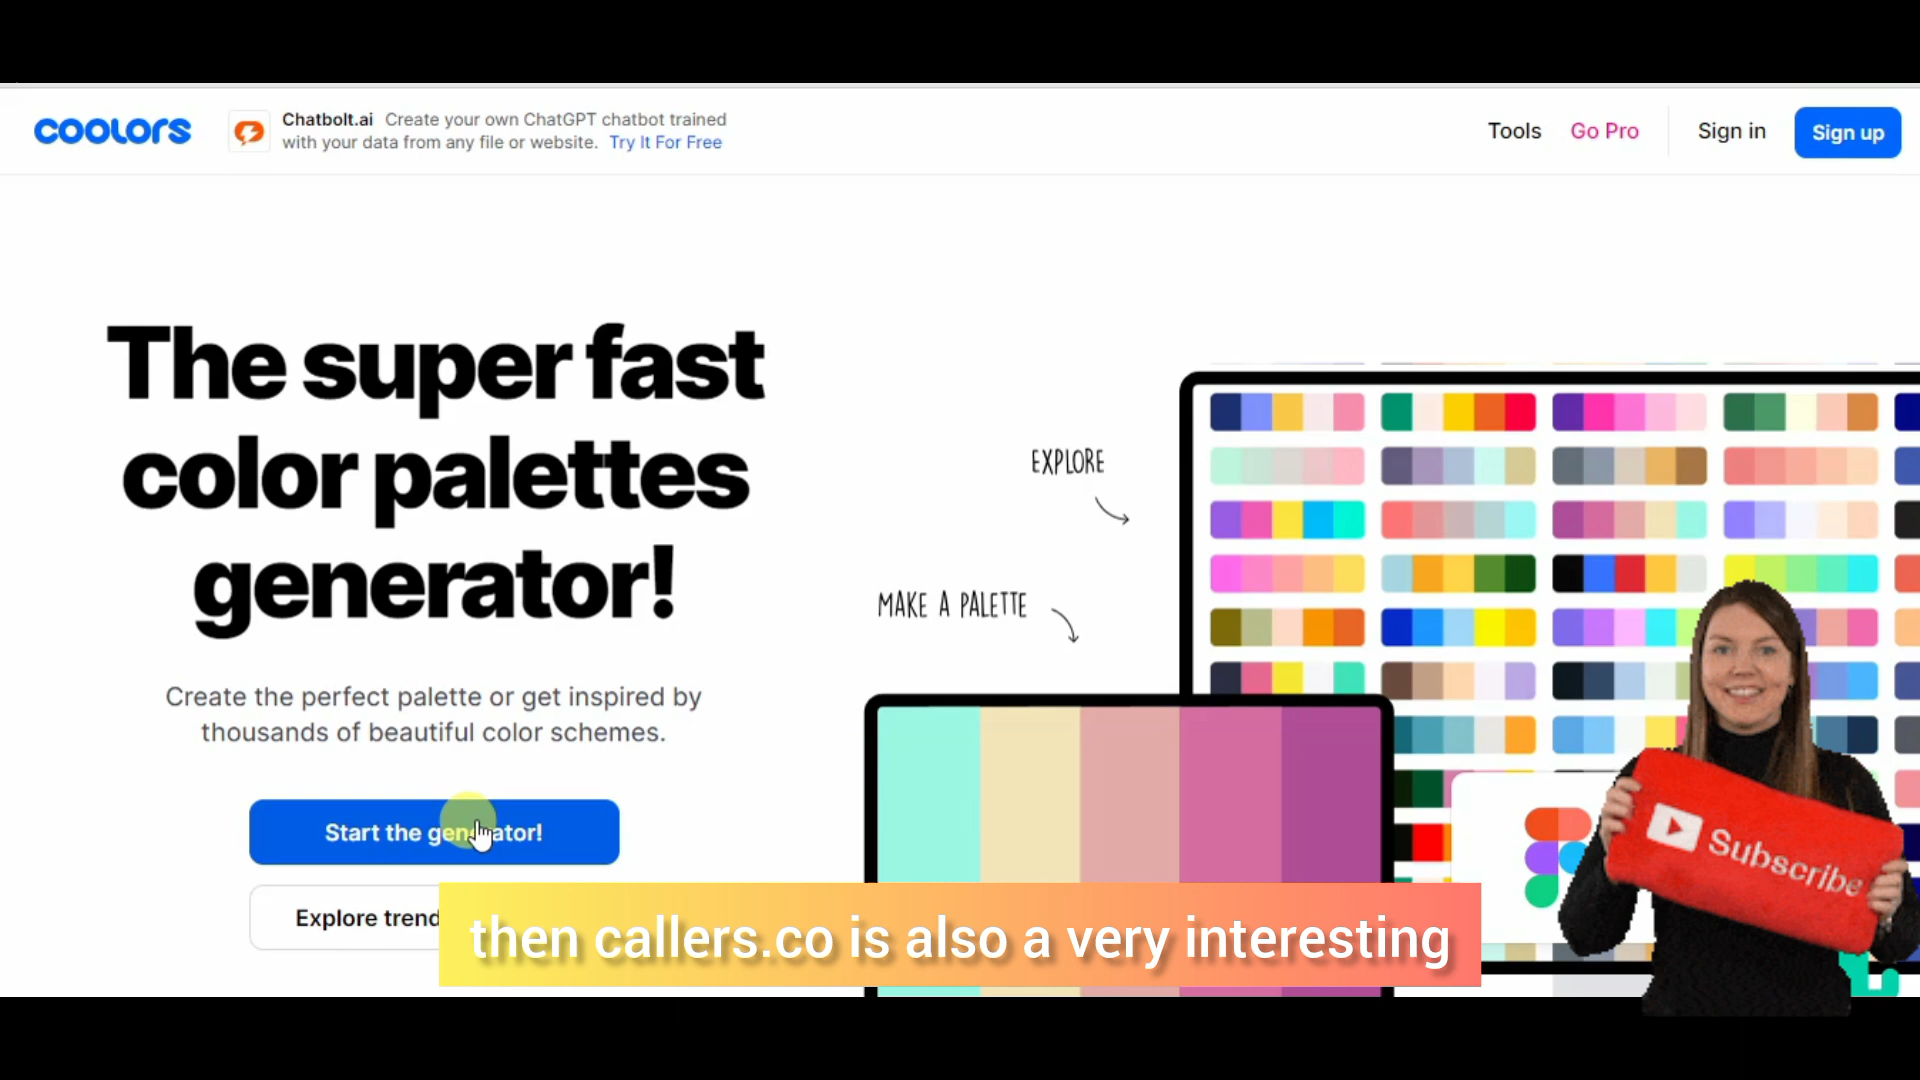 coolors
Chatbolt.ai Create your own ChatGPT chatbot trained
with your data from any file or website. Try It For Free
Tools Go Pro Sign in Sign up
The super fast
color palettes
generator!
Create the perfect palette or get inspired by
thousands of beautiful color schemes.
Start the generator!
Explore trend
EXPLORE
MAKE A PALETTE
Subscribe
then callers.co is also a very interesting